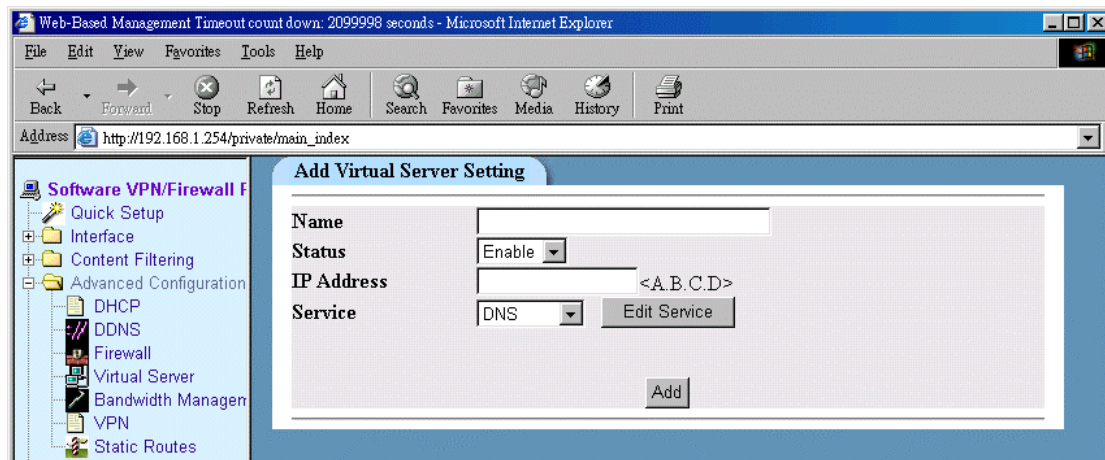 Web-Based Management Timeout count down: 2099998 seconds - Microsoft Internet Explorer
File Edit View Favorites Tools Help
Back Forward Stop Refresh Home Search Favorites Media History Print
Address http://192.168.1.254/private/main_index
Software VPN/Firewall F
Quick Setup
Interface
Content Filtering
Advanced Configuration
DHCP
DDNS
Firewall
Virtual Server
Bandwidth Managem
VPN
Static Routes
Add Virtual Server Setting
Name
Status Enable
IP Address <A.B.C.D>
Service DNS Edit Service
Add